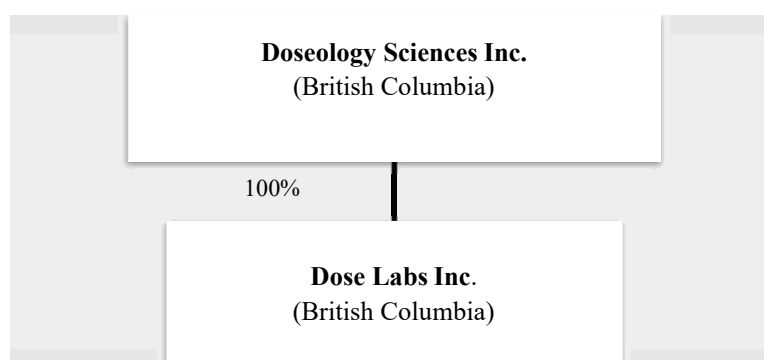 Doseology Sciences Inc.
(British Columbia)
100%
Dose Labs Inc.
(British Columbia)